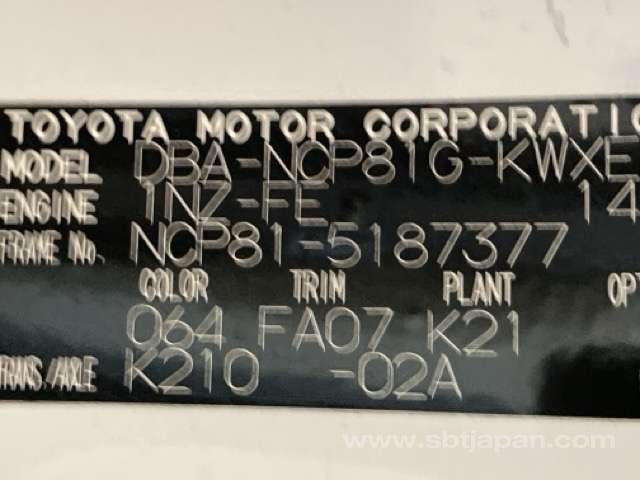 TOYOTA MOTOR CORPORATIO
MODEL DBA-NCP81G-KWXE
ENGINE 1NZ-FE 14
FRAME No. NCP81-5187377
COLOR TRIM PLANT OPT
064 FA07 K21
TRANS./AXLE K210 -02A
www.sbtjapan.com